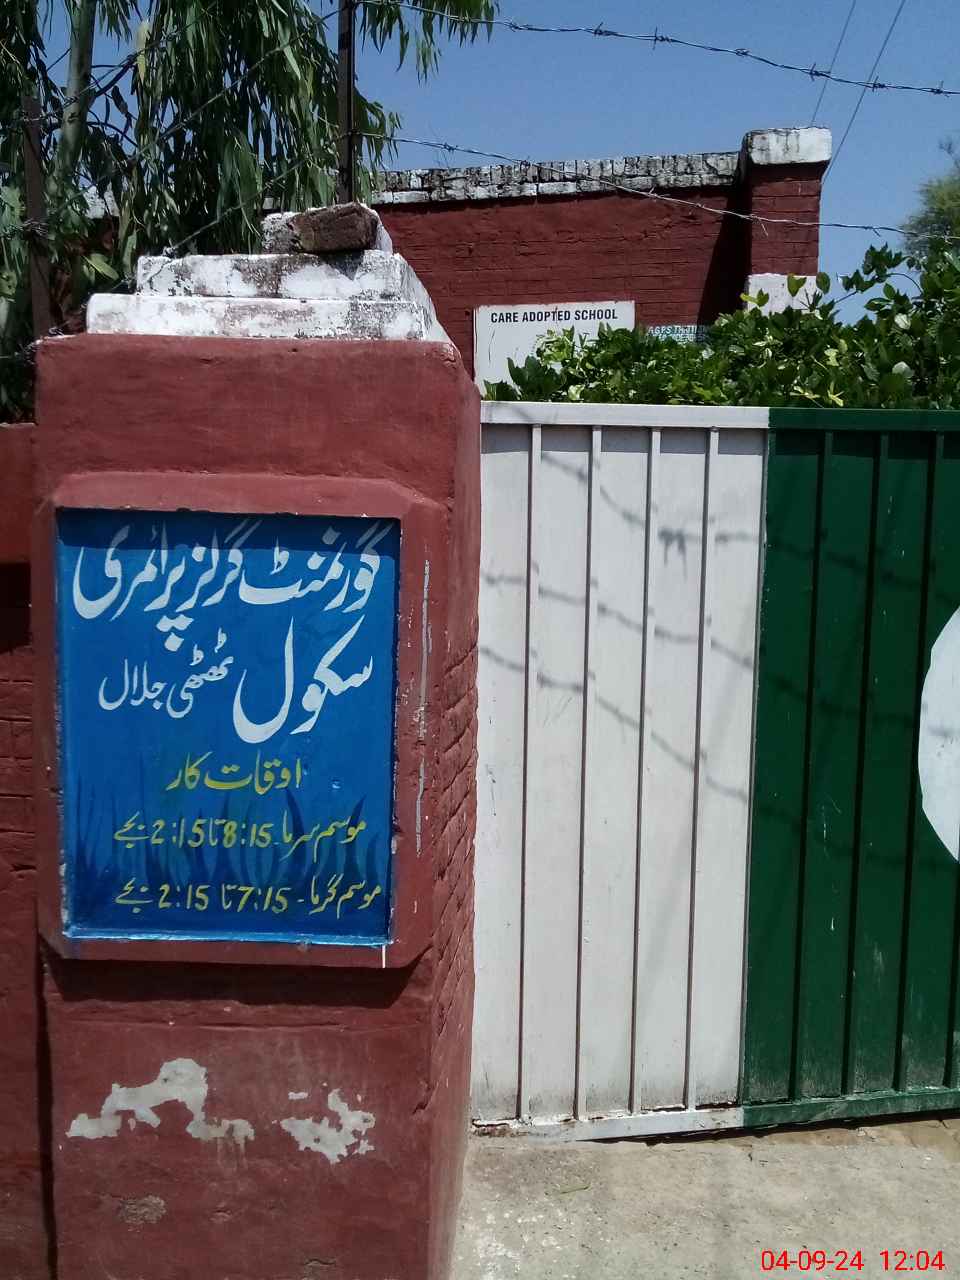 CARE ADOPTED SCHOOL
گورنمنٹ گرلز پرائمری
سکول ٹھٹھی جلال
اوقات کار
موسم سرما - 8:15 تا 2:15 بجے
موسم گرما - 7:15 تا 2:15 بجے
04-09-24 12:04